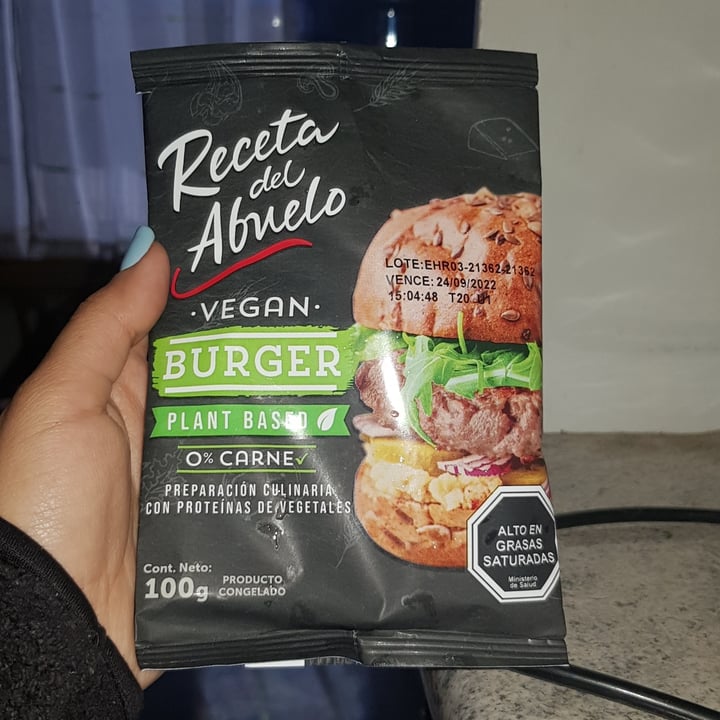 Receta
del
Abuelo
LOTE:EHR03-21362-21362
VENCE: 24/09/2022
15:04:48 T20 U1
·VEGAN·
BURGER
PLANT BASED
0% CARNE✓
PREPARACIÓN CULINARIA
CON PROTEÍNAS DE VEGETALES
Cont. Neto:
100g
PRODUCTO
CONGELADO
ALTO EN
GRASAS
SATURADAS
Ministerio
de Salud